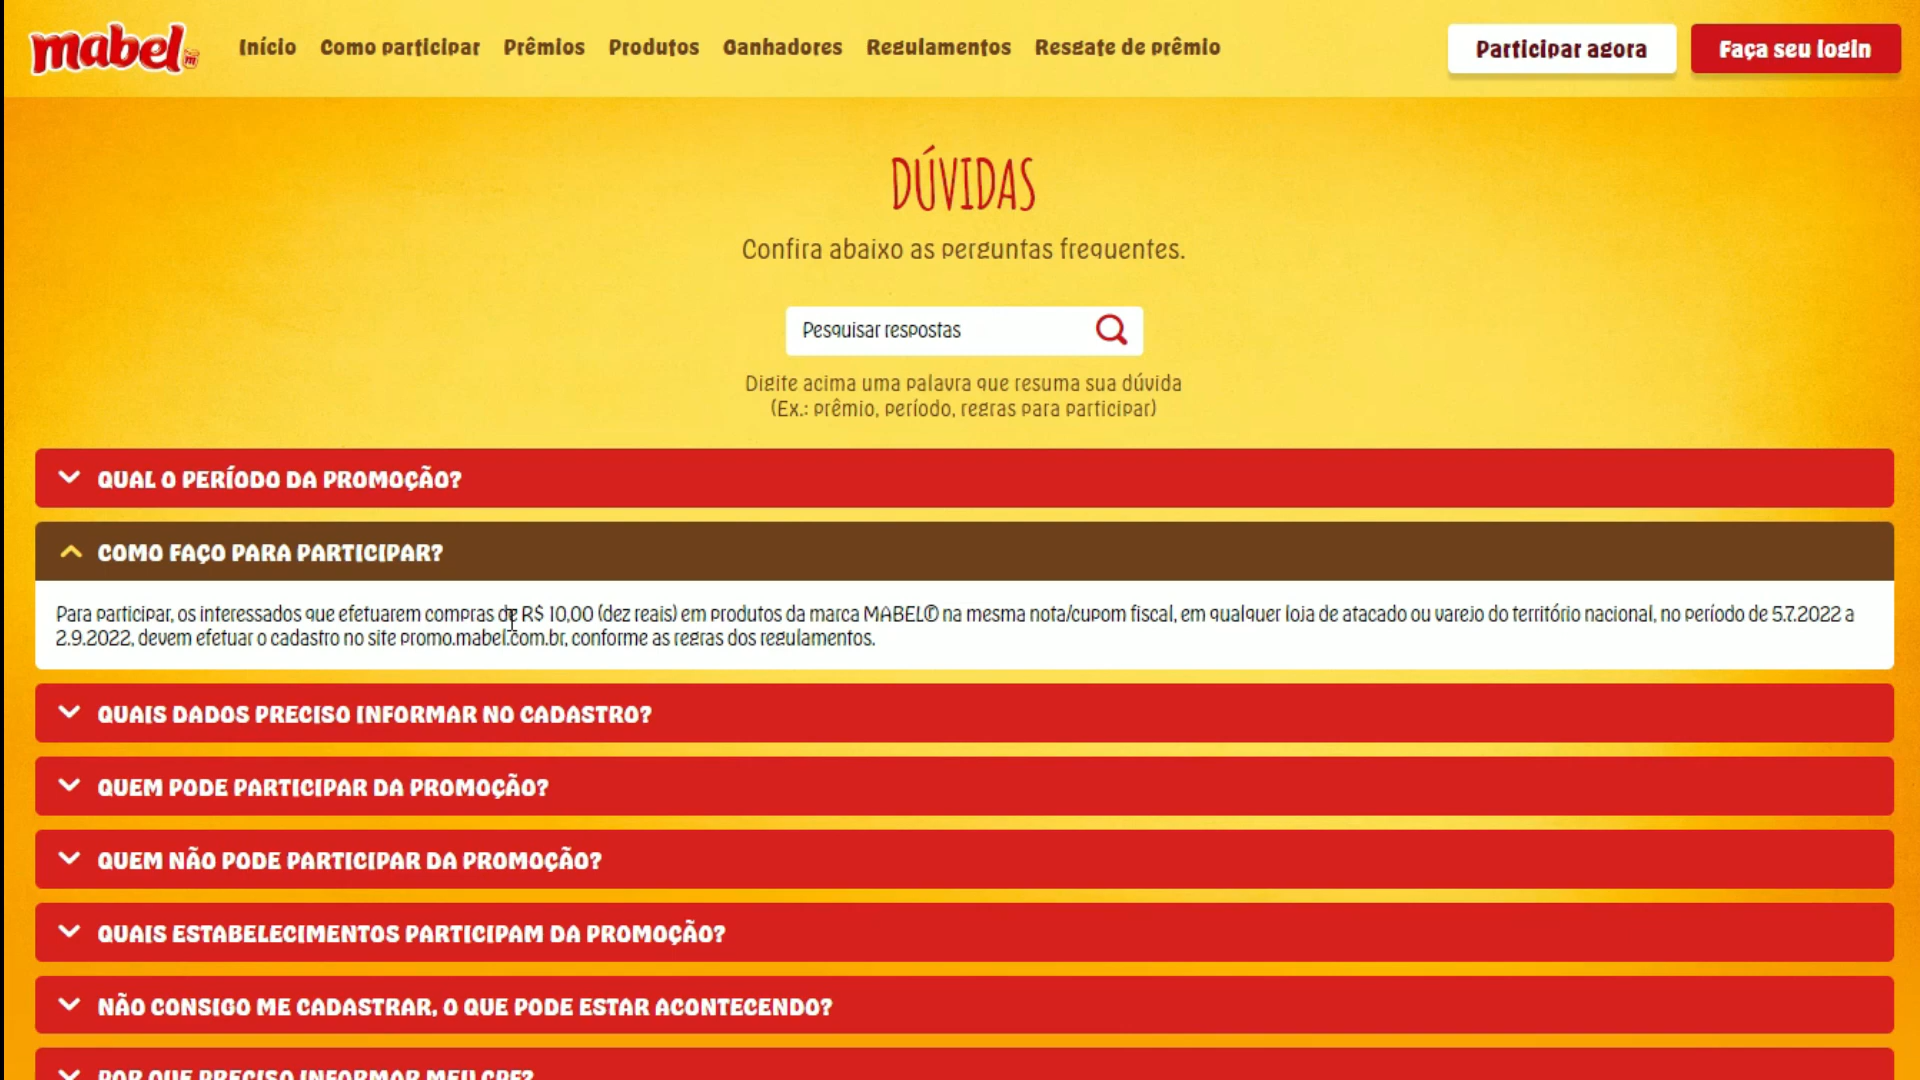 mabel
Início Como participar Prêmios Produtos Ganhadores Regulamentos Resgate de prêmio
Participar agora
Faça seu login
DÚVIDAS
Confira abaixo as perguntas frequentes.
Pesquisar respostas
Digite acima uma palavra que resuma sua dúvida
(Ex.: prêmio, período, regras para participar)
QUAL O PERÍODO DA PROMOÇÃO?
COMO FAÇO PARA PARTICIPAR?
Para participar, os interessados que efetuarem compras de R$ 10,00 (dez reais) em produtos da marca MABEL© na mesma nota/cupom fiscal, em qualquer loja de atacado ou varejo do território nacional, no período de 5.7.2022 a
2.9.2022, devem efetuar o cadastro no site promo.mabel.com.br, conforme as regras dos regulamentos.
QUAIS DADOS PRECISO INFORMAR NO CADASTRO?
QUEM PODE PARTICIPAR DA PROMOÇÃO?
QUEM NÃO PODE PARTICIPAR DA PROMOÇÃO?
QUAIS ESTABELECIMENTOS PARTICIPAM DA PROMOÇÃO?
NÃO CONSIGO ME CADASTRAR, O QUE PODE ESTAR ACONTECENDO?
POR QUE PRECISO INFORMAR MEU CPF?